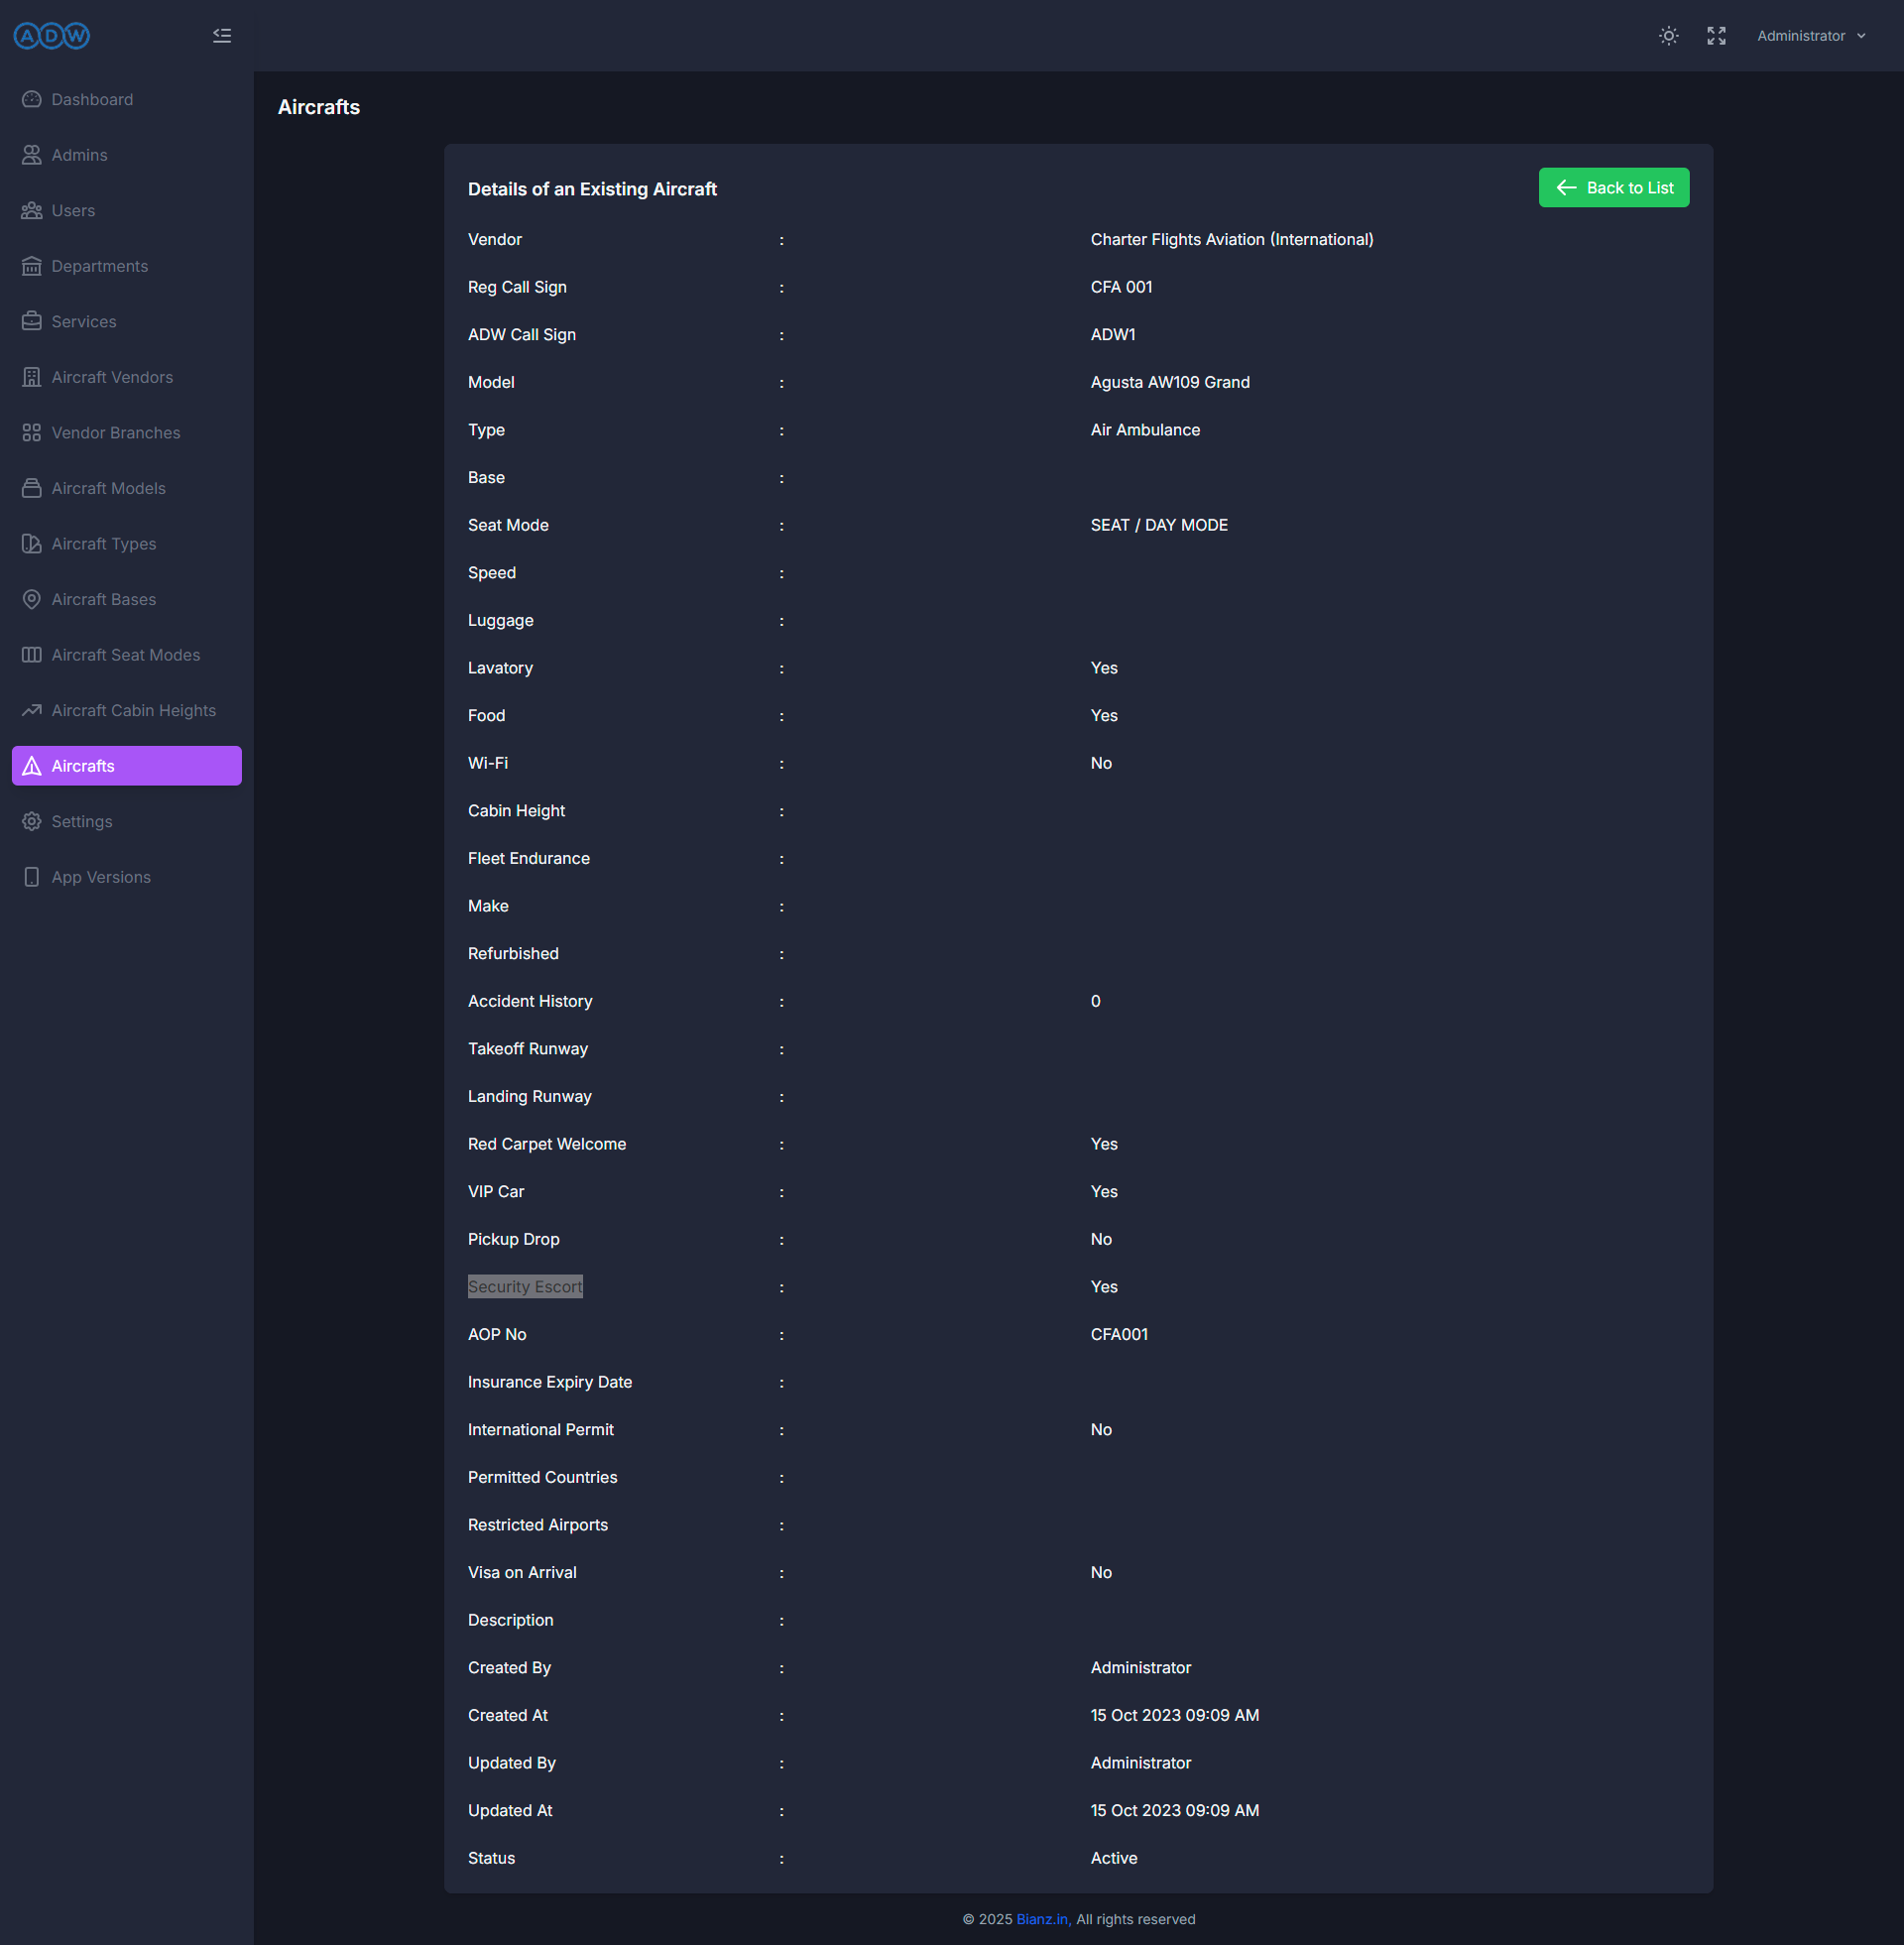 ADW
Administrator
Dashboard
Admins
Users
Departments
Services
Aircraft Vendors
Vendor Branches
Aircraft Models
Aircraft Types
Aircraft Bases
Aircraft Seat Modes
Aircraft Cabin Heights
Aircrafts
Settings
App Versions
Aircrafts
Details of an Existing Aircraft
Back to List
Vendor : Charter Flights Aviation (International)
Reg Call Sign : CFA 001
ADW Call Sign : ADW1
Model : Agusta AW109 Grand
Type : Air Ambulance
Base :
Seat Mode : SEAT / DAY MODE
Speed :
Luggage :
Lavatory : Yes
Food : Yes
Wi-Fi : No
Cabin Height :
Fleet Endurance :
Make :
Refurbished :
Accident History : 0
Takeoff Runway :
Landing Runway :
Red Carpet Welcome : Yes
VIP Car : Yes
Pickup Drop : No
Security Escort : Yes
AOP No : CFA001
Insurance Expiry Date :
International Permit : No
Permitted Countries :
Restricted Airports :
Visa on Arrival : No
Description :
Created By : Administrator
Created At : 15 Oct 2023 09:09 AM
Updated By : Administrator
Updated At : 15 Oct 2023 09:09 AM
Status : Active
© 2025 Bianz.in, All rights reserved